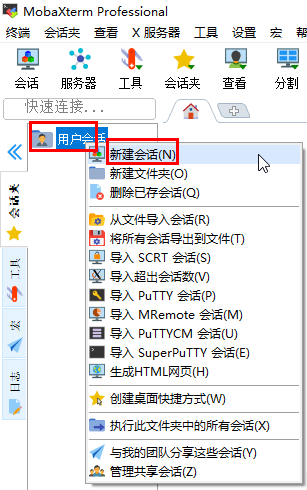 MobaXterm Professional
终端 会话夹 查看 X 服务器 工具 设置 宏 帮
会话 服务器 工具 会话夹 查看 分割
快速连接...
用户会话
新建会话(N)
新建文件夹(O)
删除已存会话(Q)
从文件导入会话(R)
将所有会话导出到文件(T)
导入 SCRT 会话(S)
导入超出会话数(V)
导入 PuTTY 会话(P)
导入 MRemote 会话(M)
导入 PuTTYCM 会话(U)
导入 SuperPuTTY 会话(E)
生成HTML网页(H)
创建桌面快捷方式(W)
执行此文件夹中的所有会话(X)
与我的团队分享这些会话(Y)
管理共享会话(Z)
会话夹
工具
宏
日志